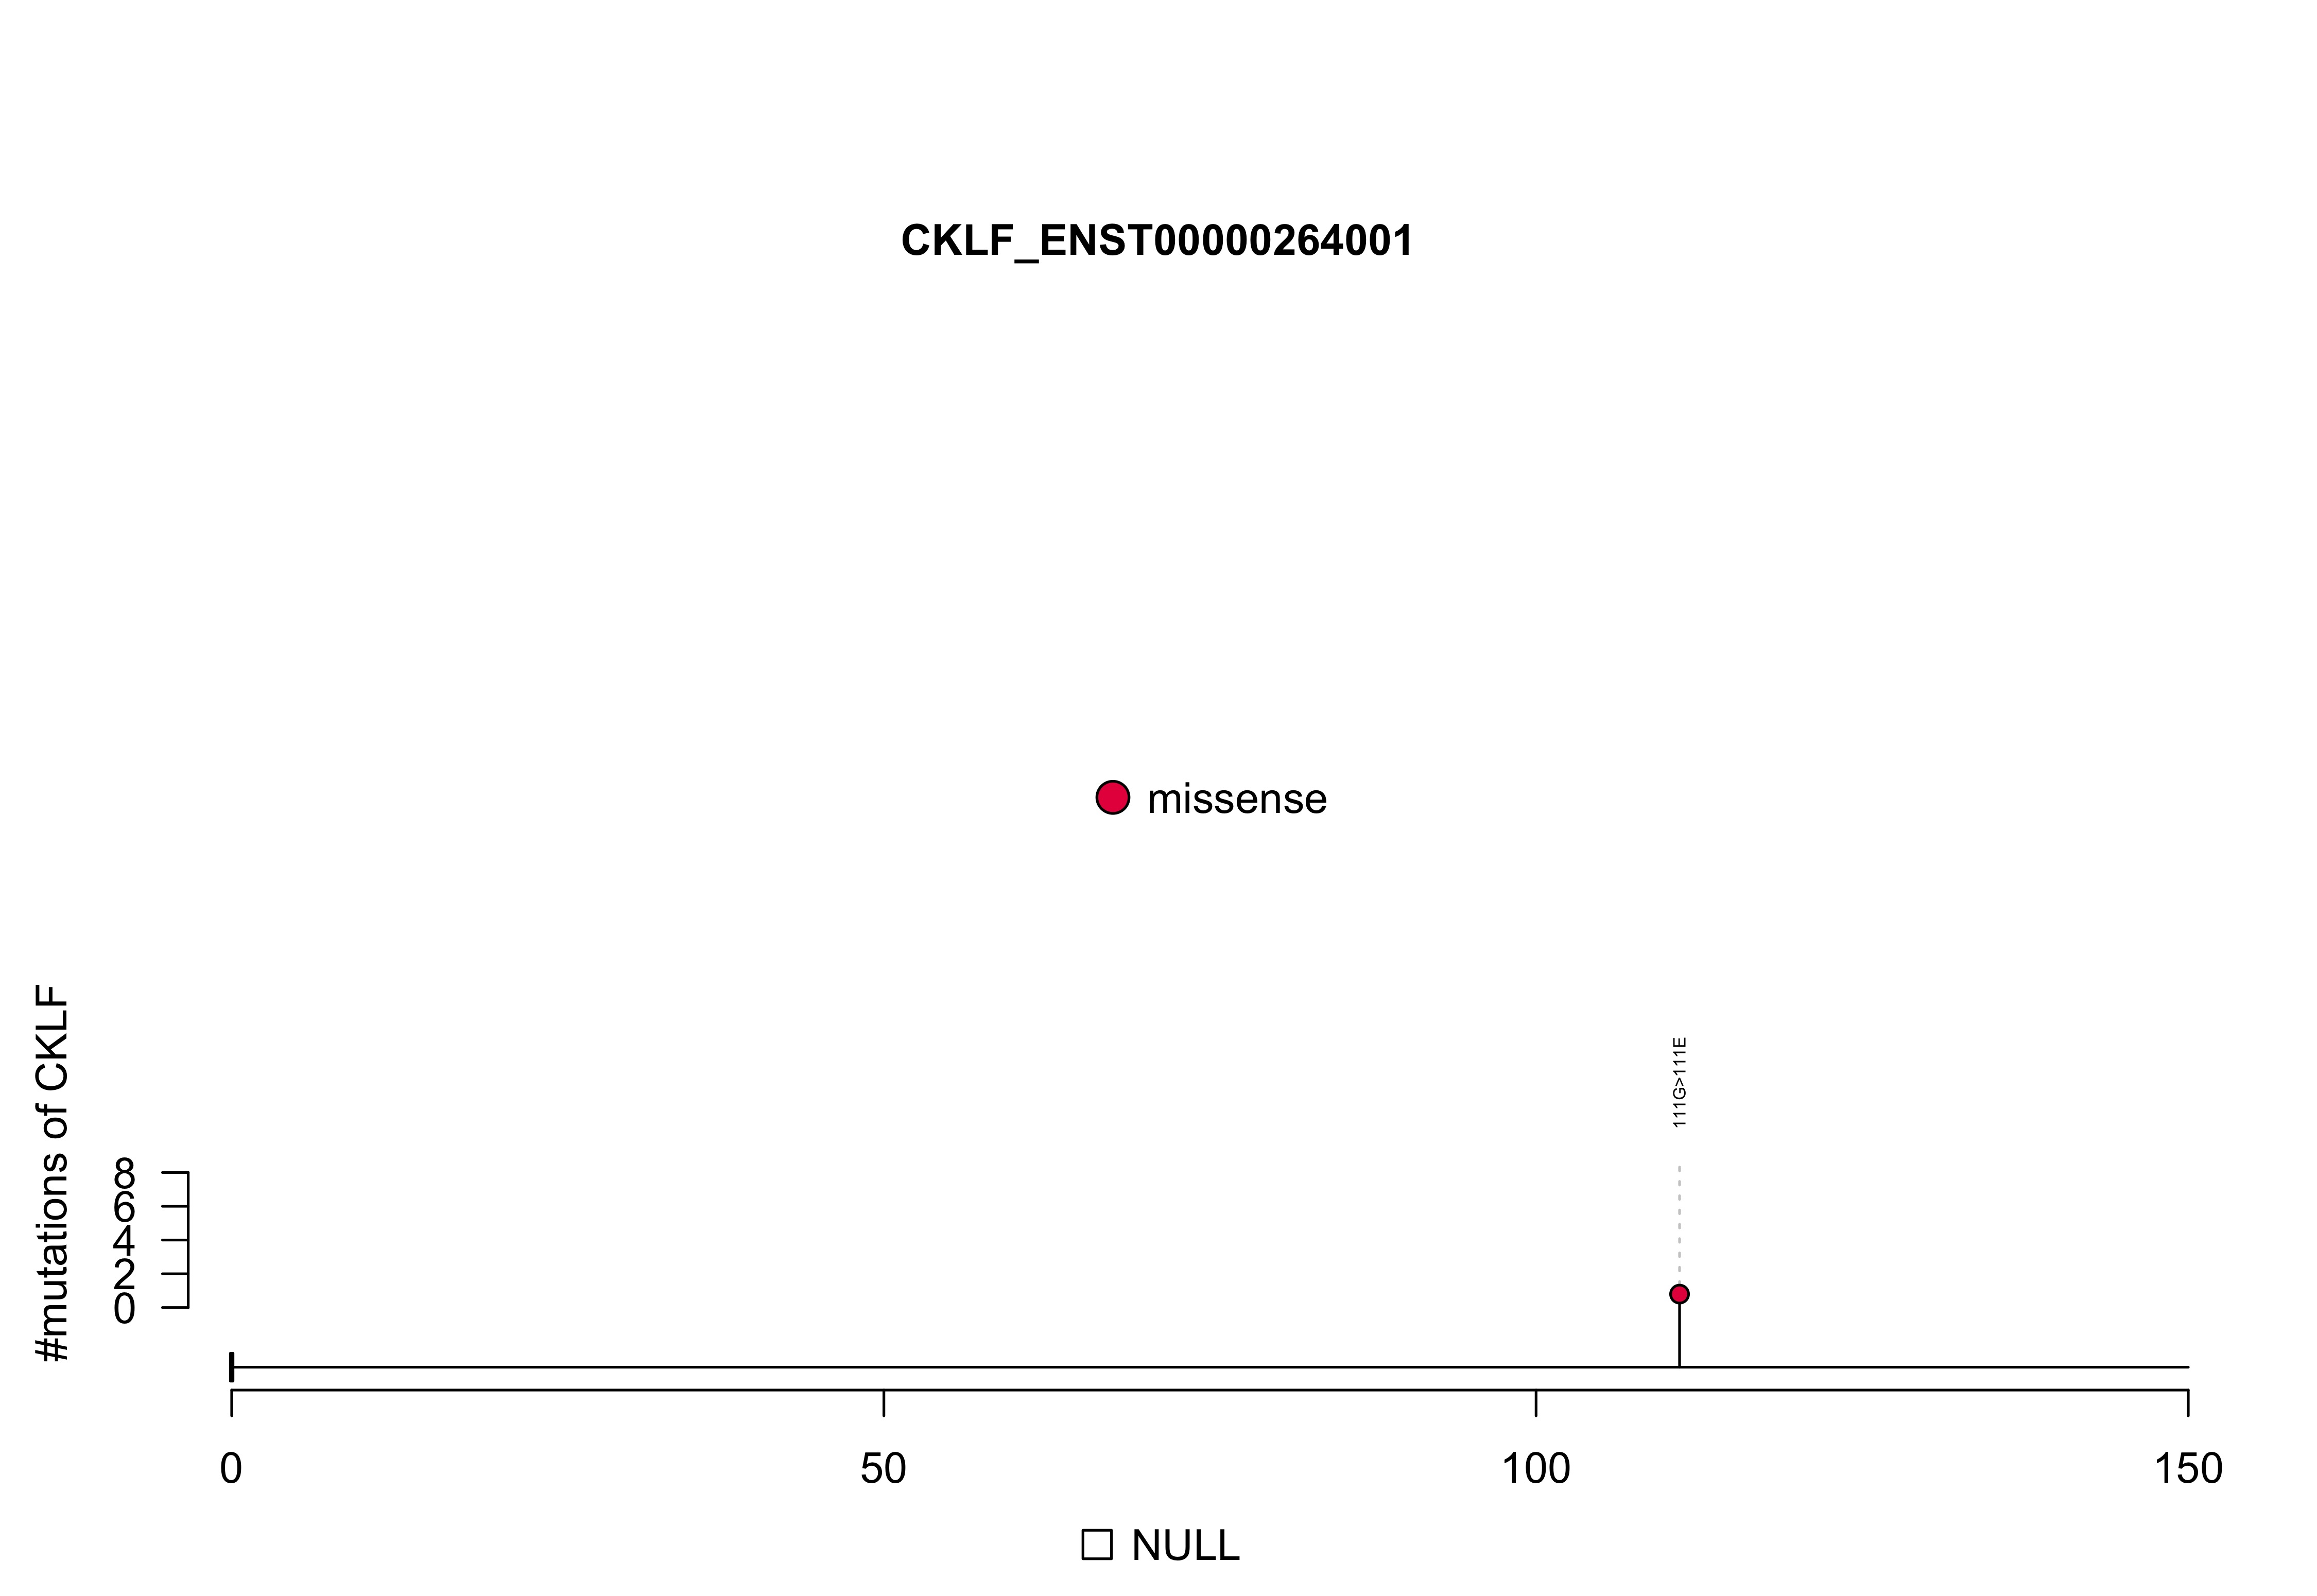 CKLF_ENST00000264001
missense
#mutations of CKLF
111G>111E
8
6
4
2
0
0
50
100
150
NULL